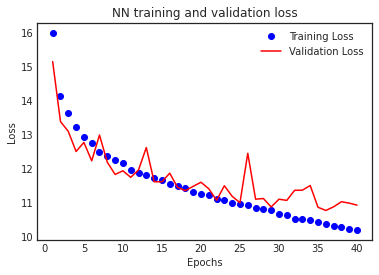 NN training and validation loss
Training Loss
Validation Loss
Loss
16
15
14
13
12
11
10
0 5 10 15 20 25 30 35 40
Epochs